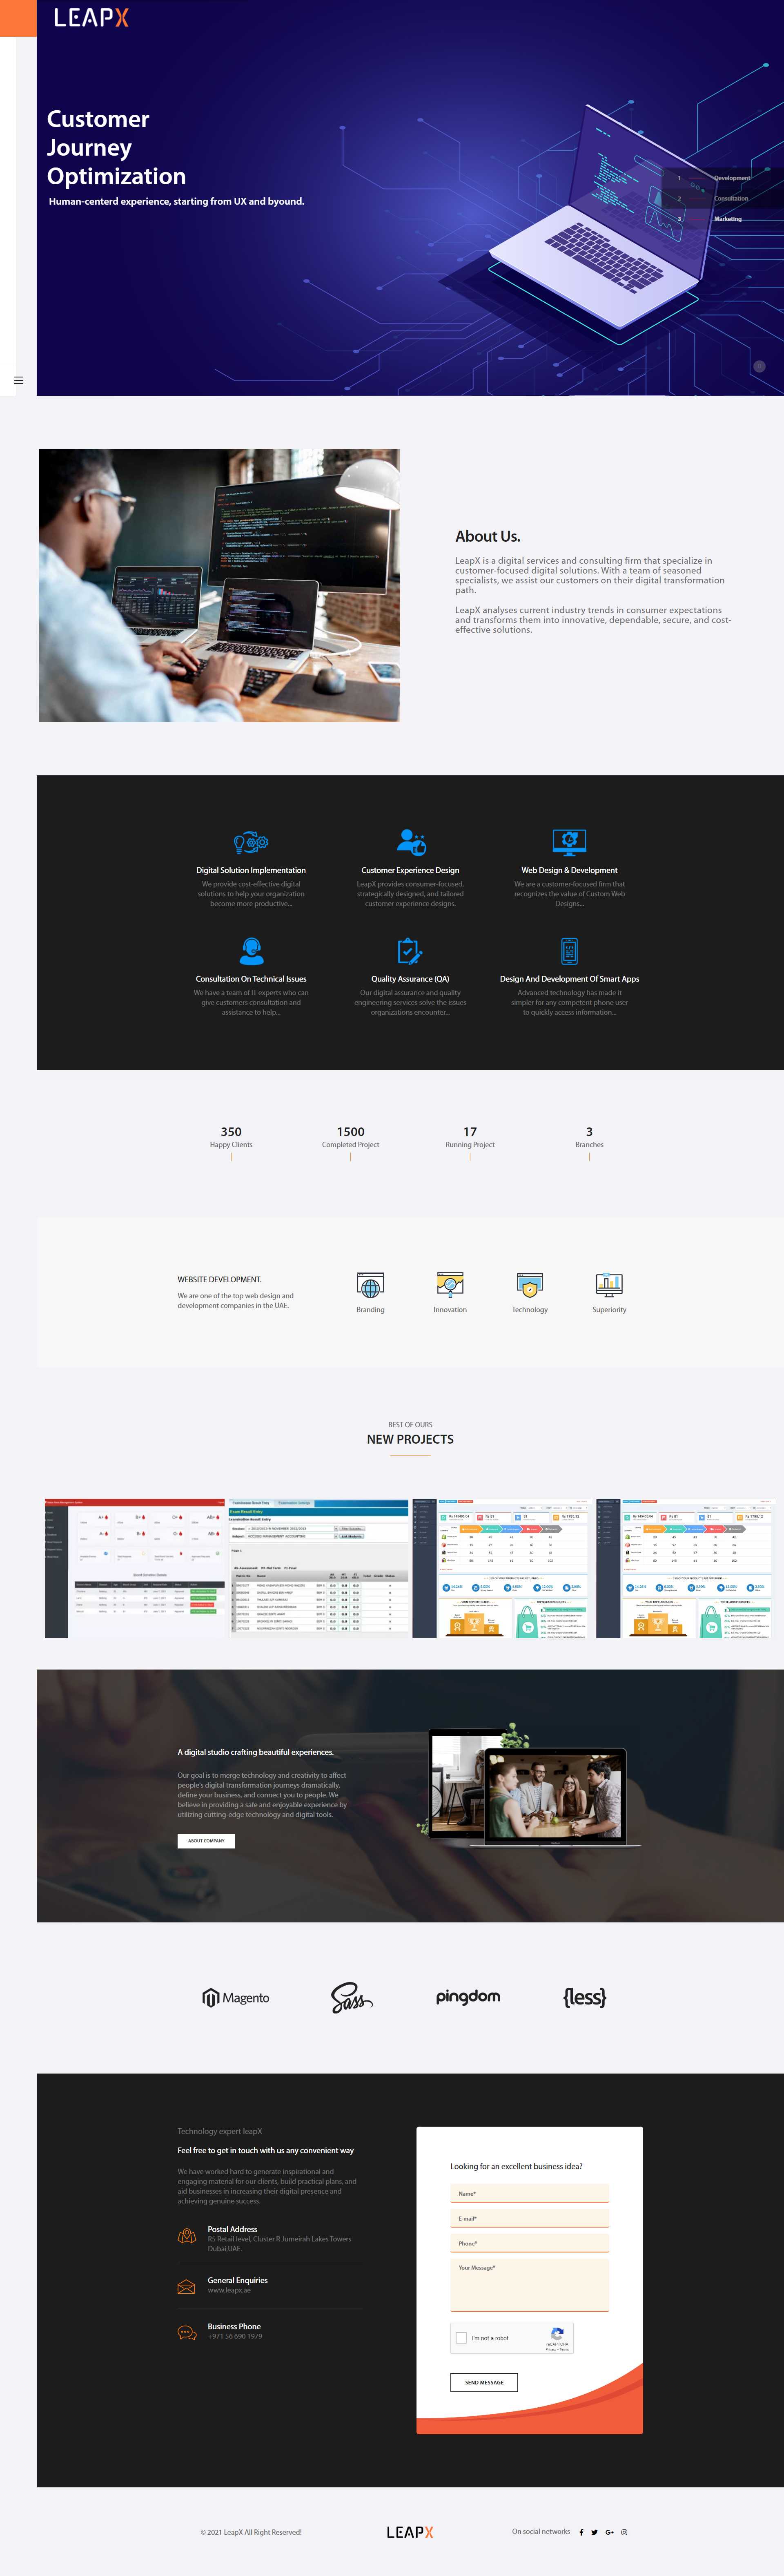 LEAPX
Customer
Journey
Optimization
Human-centerd experience, starting from UX and byound.
1 Development
2 Consultation
3 Marketing
About Us.
LeapX is a digital services and consulting firm that specialize in
customer-focused digital solutions. With a team of seasoned
specialists, we assist our customers on their digital transformation
path.
LeapX analyses current industry trends in consumer expectations
and transforms them into innovative, dependable, secure, and cost-
effective solutions.
Digital Solution Implementation
We provide cost-effective digital
solutions to help your organization
become more productive...
Customer Experience Design
LeapX provides consumer-focused,
strategically designed, and tailored
customer experience designs.
Web Design & Development
We are a customer-focused firm that
recognizes the value of Custom Web
Designs...
Consultation On Technical Issues
We have a team of IT experts who can
give customers consultation and
assistance to help...
Quality Assurance (QA)
Our digital assurance and quality
engineering services solve the issues
organizations encounter...
Design And Development Of Smart Apps
Advanced technology has made it
simpler for any competent phone user
to quickly access information...
350
Happy Clients
1500
Completed Project
17
Running Project
3
Branches
WEBSITE DEVELOPMENT.
We are one of the top web design and
development companies in the UAE.
Branding
Innovation
Technology
Superiority
BEST OF OURS
NEW PROJECTS
A digital studio crafting beautiful experiences.
Our goal is to merge technology and creativity to affect
people's digital transformation journeys dramatically,
define your business, and connect you to people. We
believe in providing a safe and enjoyable experience by
utilizing cutting-edge technology and digital tools.
ABOUT COMPANY
Magento
Sass
pingdom
{less}
Technology expert leapX
Feel free to get in touch with us any convenient way
We have worked hard to generate inspirational and
engaging material for our clients, build practical plans, and
aid businesses in increasing their digital presence and
achieving genuine success.
Postal Address
R5 Retail level, Cluster R Jumeirah Lakes Towers
Dubai,UAE.
General Enquiries
www.leapx.ae
Business Phone
+971 56 690 1979
Looking for an excellent business idea?
Name*
E-mail*
Phone*
Your Message*
I'm not a robot
reCAPTCHA
Privacy - Terms
SEND MESSAGE
© 2021 LeapX All Right Reserved!
LEAPX
On social networks